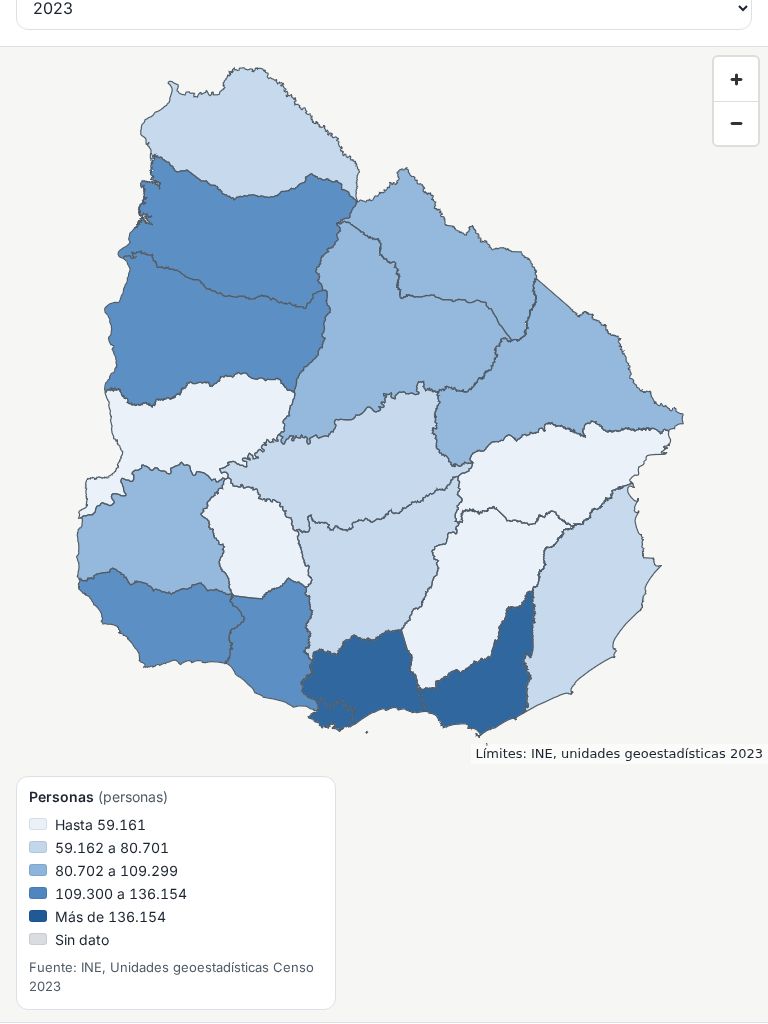 2023
+
−
Límites: INE, unidades geoestadísticas 2023
Personas (personas)
Hasta 59.161
59.162 a 80.701
80.702 a 109.299
109.300 a 136.154
Más de 136.154
Sin dato
Fuente: INE, Unidades geoestadísticas Censo
2023